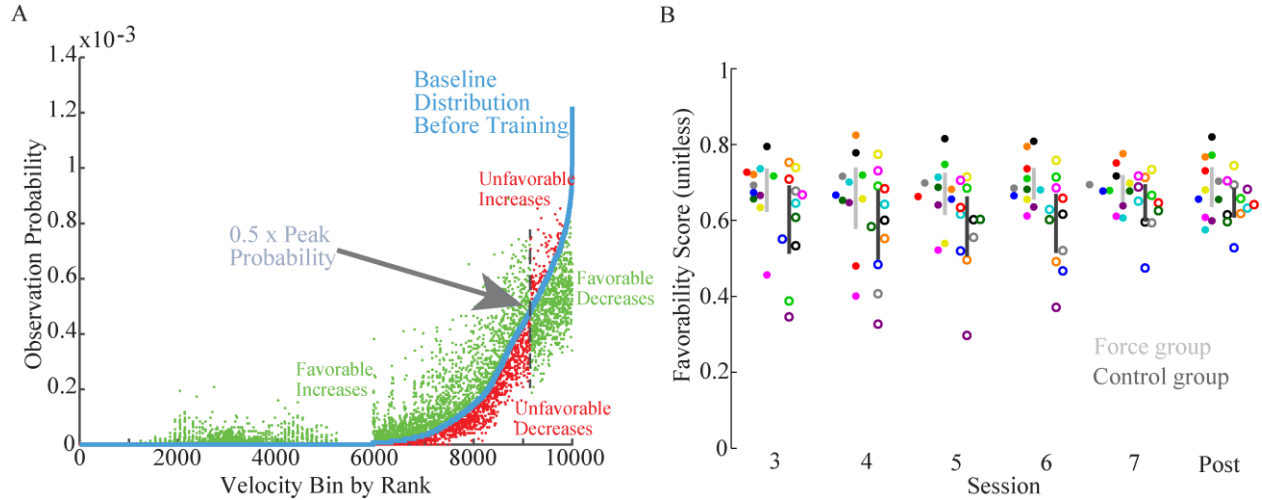 A
x10-3
1.4
1.2
1.0
0.8
0.6
0.4
0.2
0
Observation Probability
Baseline
Distribution
Before Training
Unfavorable
Increases
0.5 x Peak
Probability
Favorable
Decreases
Favorable
Increases
Unfavorable
Decreases
0 2000 4000 6000 8000 10000
Velocity Bin by Rank
B
1
0.8
0.6
0.4
0.2
0
Favorability Score (unitless)
Force group
Control group
3 4 5 6 7 Post
Session